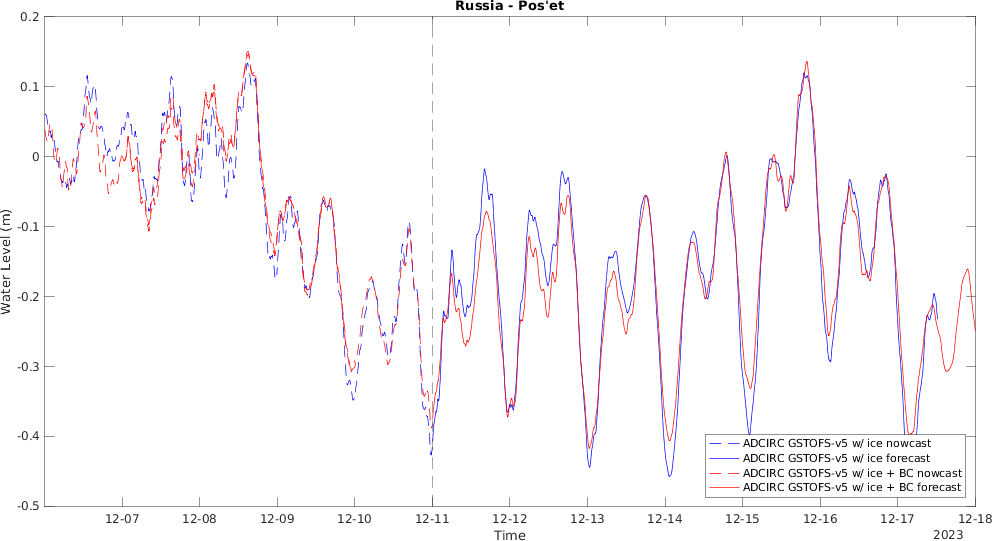 Russia - Pos'et
0.2
0.1
0
-0.1
-0.2
-0.3
-0.4
-0.5
Water Level (m)
ADCIRC GSTOFS-v5 w/ ice nowcast
ADCIRC GSTOFS-v5 w/ ice forecast
ADCIRC GSTOFS-v5 w/ ice + BC nowcast
ADCIRC GSTOFS-v5 w/ ice + BC forecast
12-07 12-08 12-09 12-10 12-11 12-12 12-13 12-14 12-15 12-16 12-17 12-18
Time
2023